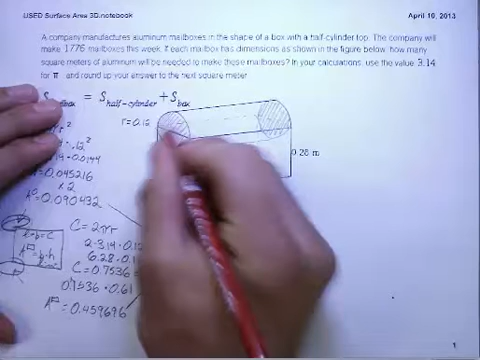 USED Surface Area 3D.notebook
April 10, 2013
A company manufactures aluminum mailboxes in the shape of a box with a half-cylinder top. The company will
make 1776 mailboxes this week. If each mailbox has dimensions as shown in the figure below, how many
square meters of aluminum will be needed to make these mailboxes? In your calculations, use the value 3.14
for π and round up your answer to the next square meter.
= S half-cylinder + S box
r=0.12
0.28 m
.12²
14·0.0144
0.045216
x 2
A○=0.090432
C=2πr
2·3.14·0.12
6.28·0.1
C=0.7536
0.7536·0.61
A□=0.459696
b=C
A□=b·h
1